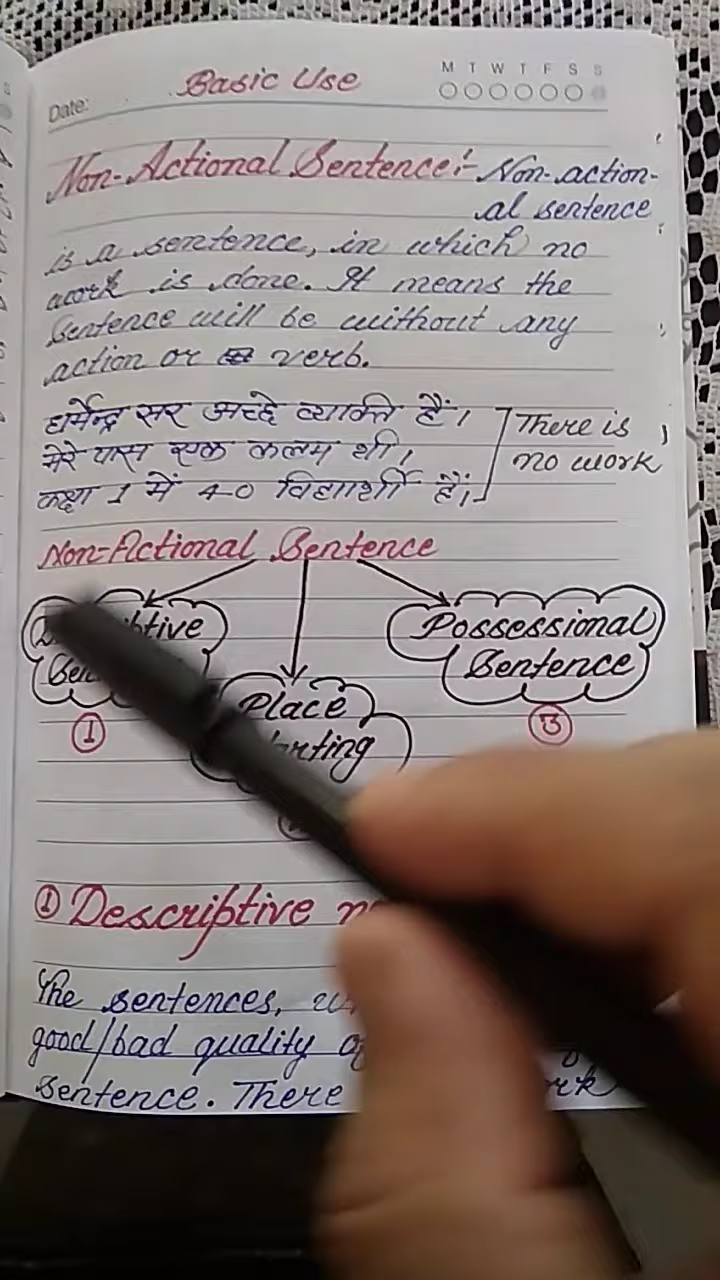 Basic Use
M T W T F S S
Date:
Non-Actional Sentence:- Non-action-
al sentence
is a sentence, in which no
work is done. It means the
Sentence will be without any
action or verb.
धर्मेन्द्र सर अच्छे व्यक्ति हैं।
मेरे पास एक कलम थी।
कक्षा 1 में 40 विद्यार्थी हैं।
There is
no work
Non-Actional Sentence
Possessional
Sentence
Place
1
3
① Descriptive
The sentences,
good/bad quality
Sentence. There